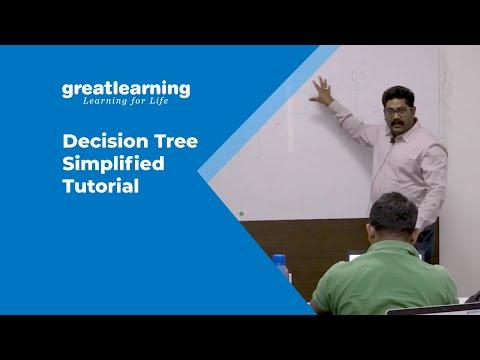 greatlearning
Learning for Life
Decision Tree
Simplified
Tutorial